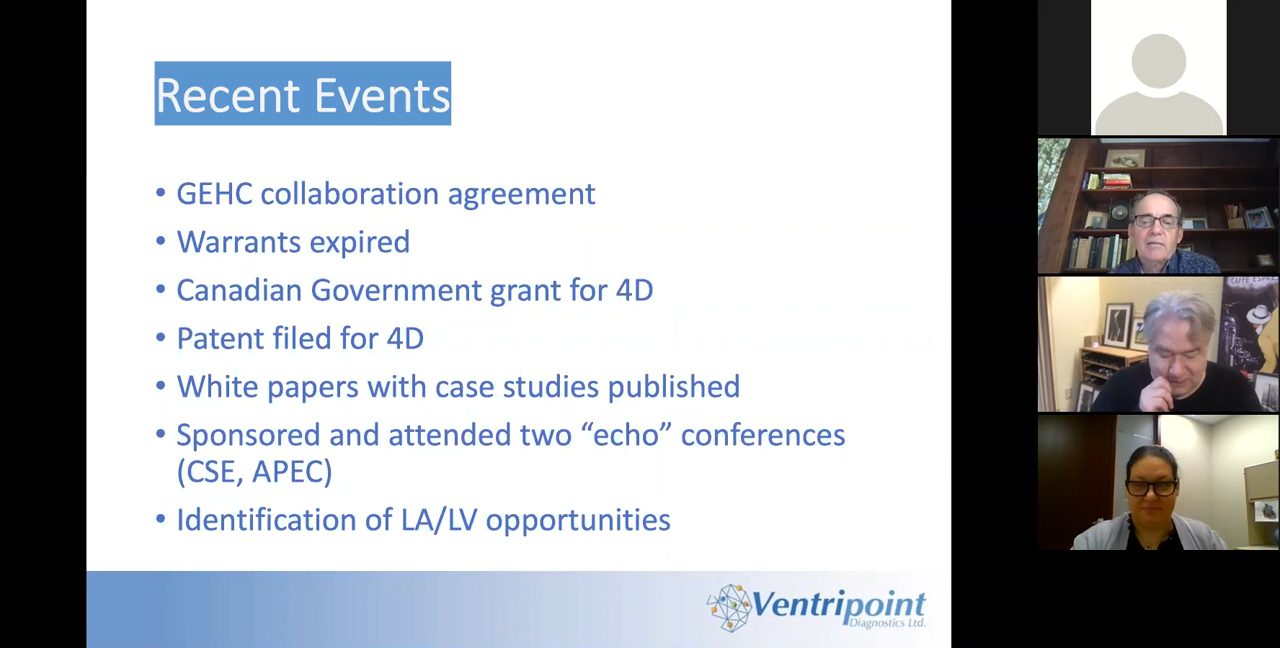 Recent Events
• GEHC collaboration agreement
• Warrants expired
• Canadian Government grant for 4D
• Patent filed for 4D
• White papers with case studies published
• Sponsored and attended two “echo” conferences
(CSE, APEC)
• Identification of LA/LV opportunities
Ventripoint
Diagnostics Ltd.